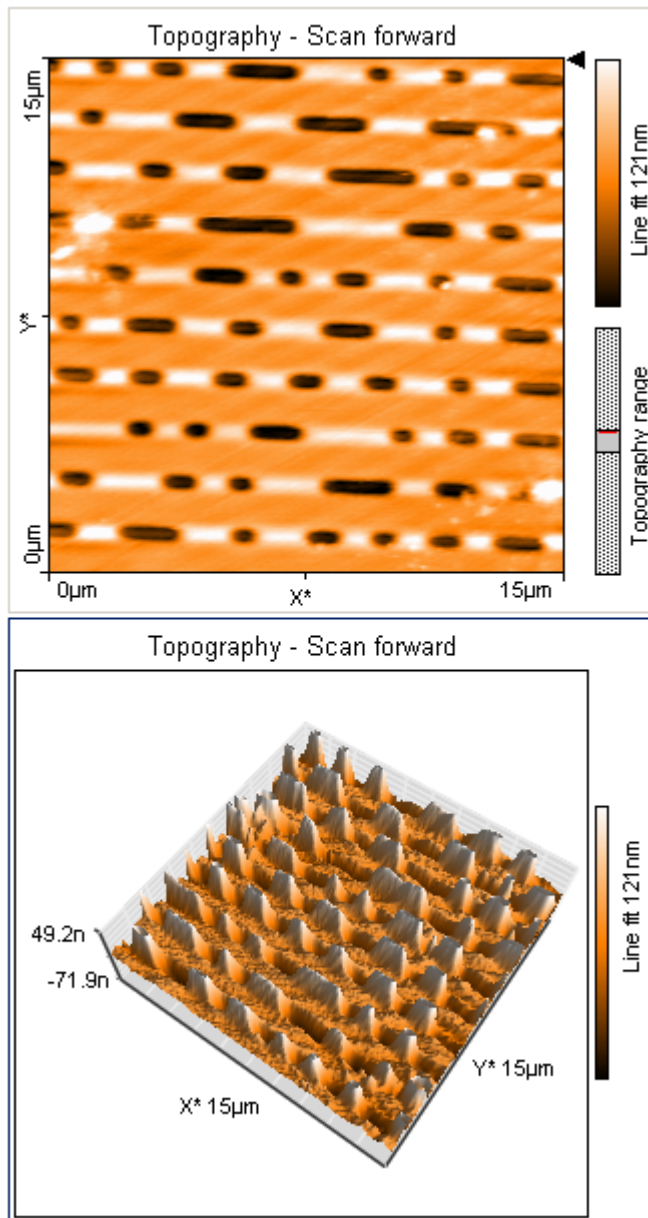 Topography - Scan forward
15µm
Y*
0µm
0µm
X*
15µm
Line fit 121nm
Topography range
Topography - Scan forward
49.2n
-71.9n
X* 15µm
Y* 15µm
Line fit 121nm